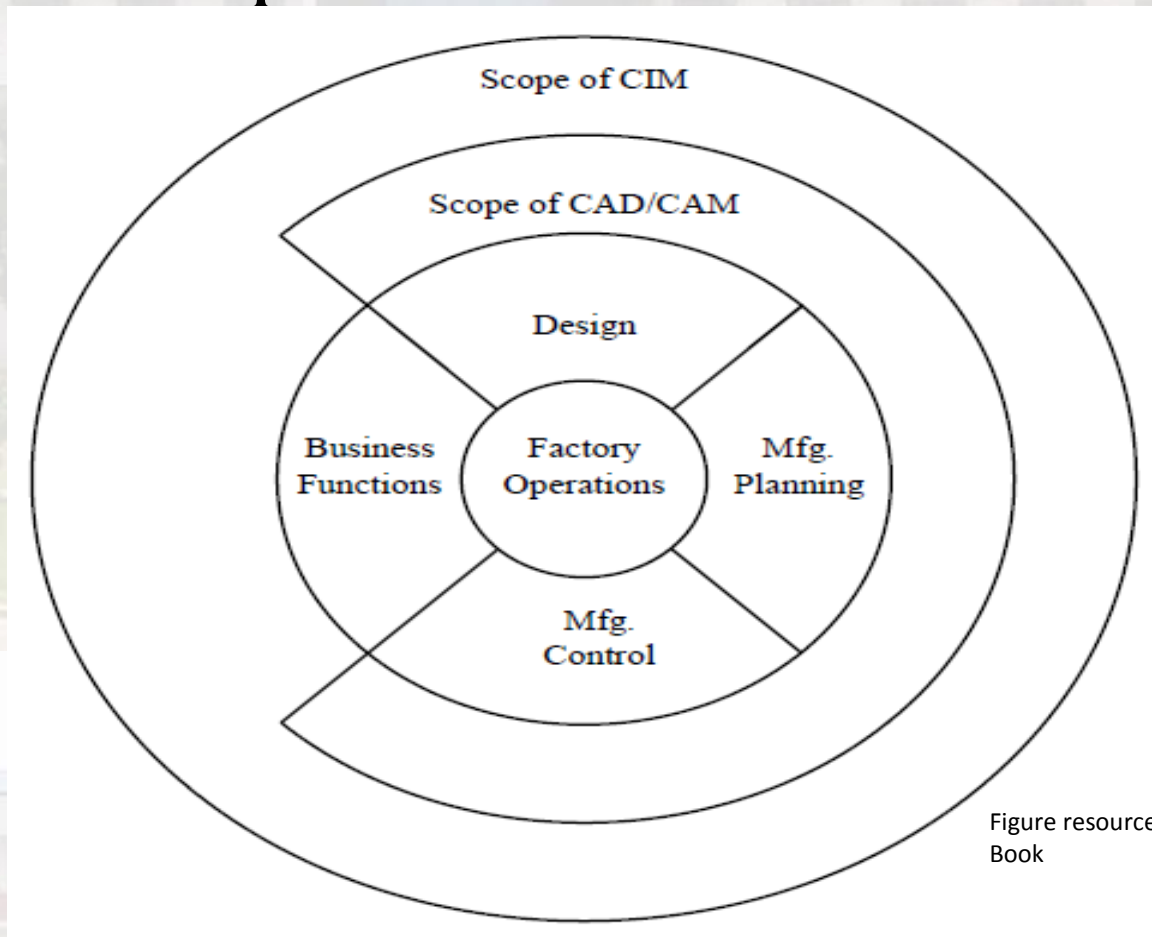 Scope of CIM
Scope of CAD/CAM
Design
Business
Functions
Factory
Operations
Mfg.
Planning
Mfg.
Control
Figure resource
Book